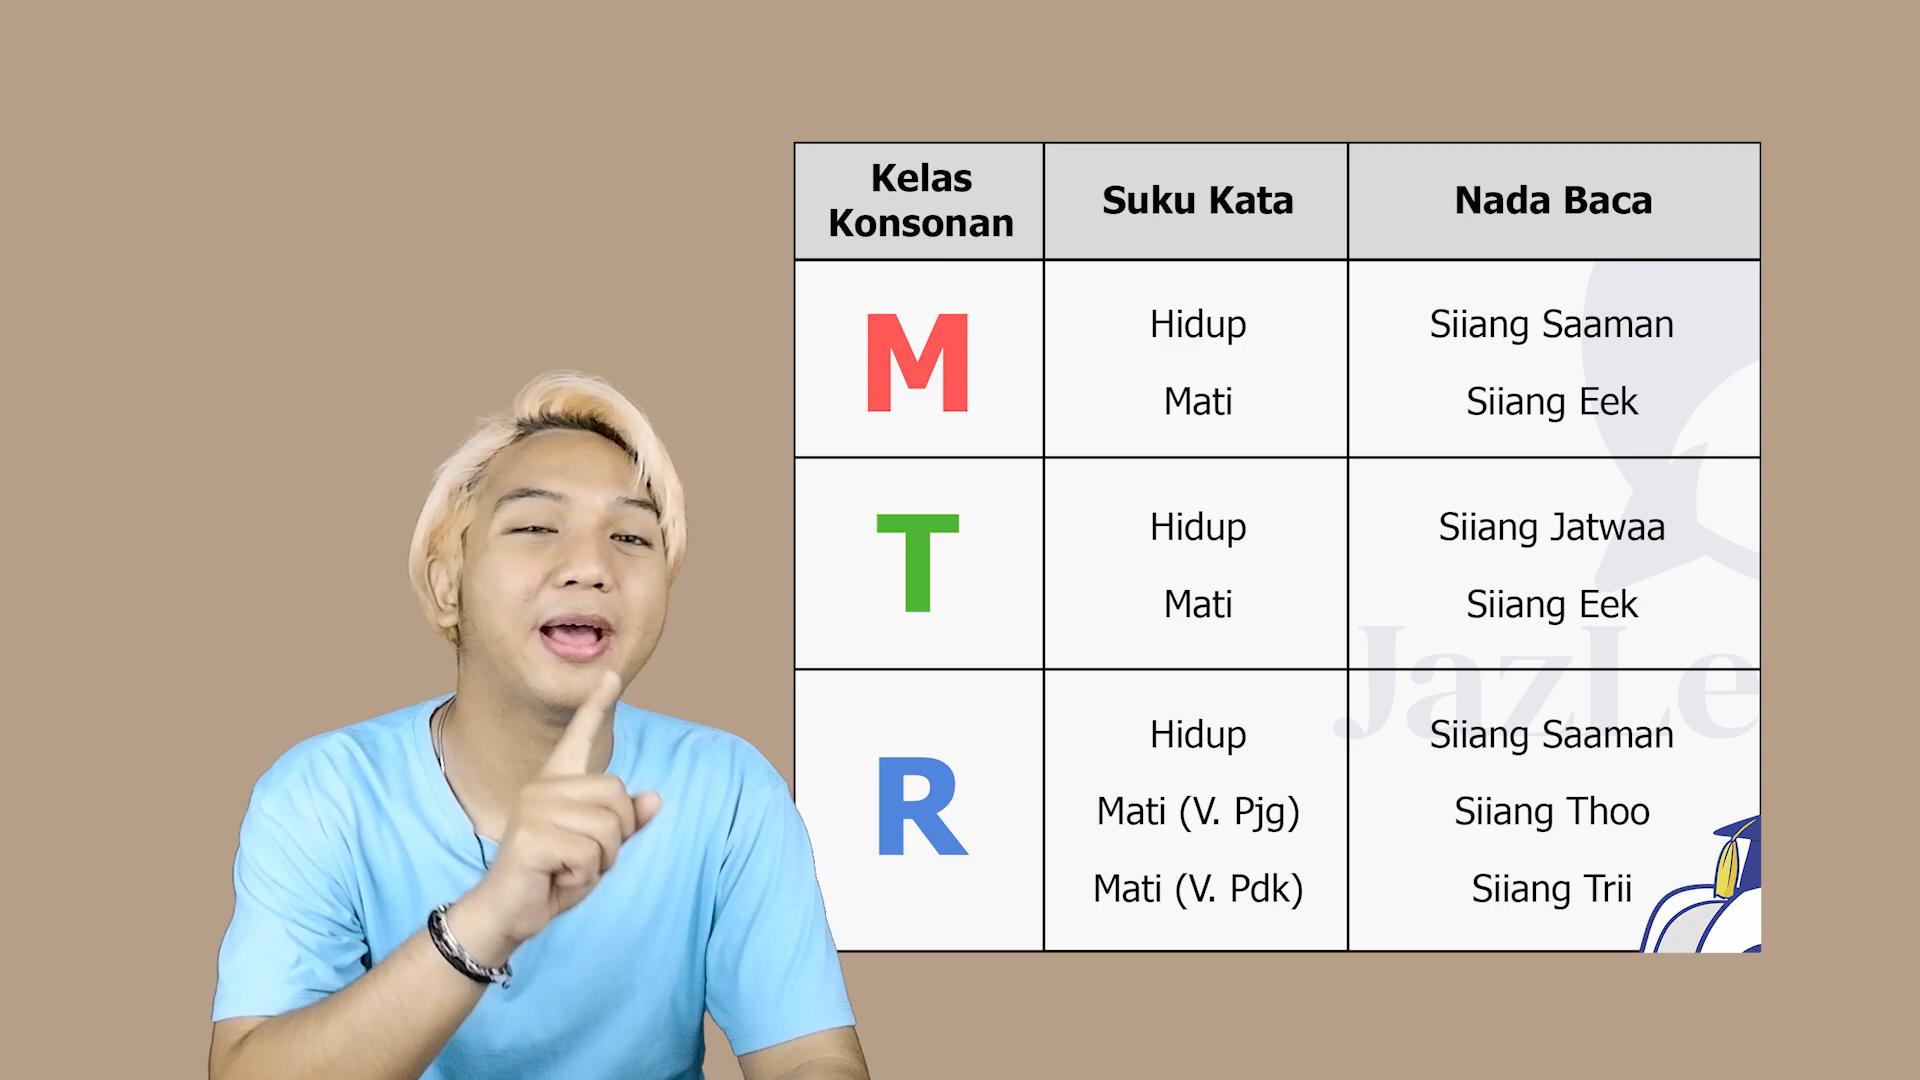 Kelas
Konsonan
Suku Kata
Nada Baca
M
Hidup
Siiang Saaman
Mati
Siiang Eek
T
Hidup
Siiang Jatwaa
Mati
Siiang Eek
R
Hidup
Siiang Saaman
Mati (V. Pjg)
Siiang Thoo
Mati (V. Pdk)
Siiang Trii
JazLe